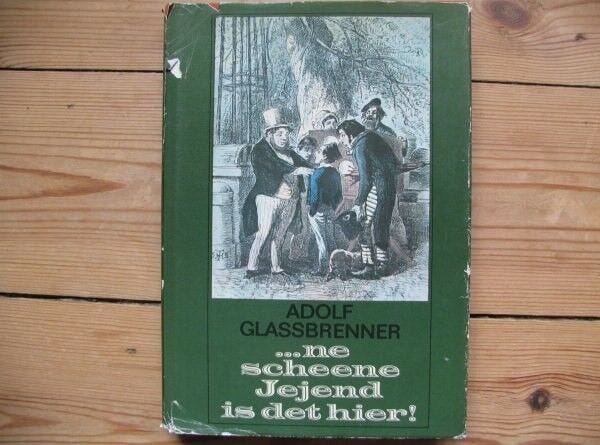 ADOLF
GLASSBRENNER
...ne
scheene
Jejend
is det hier!